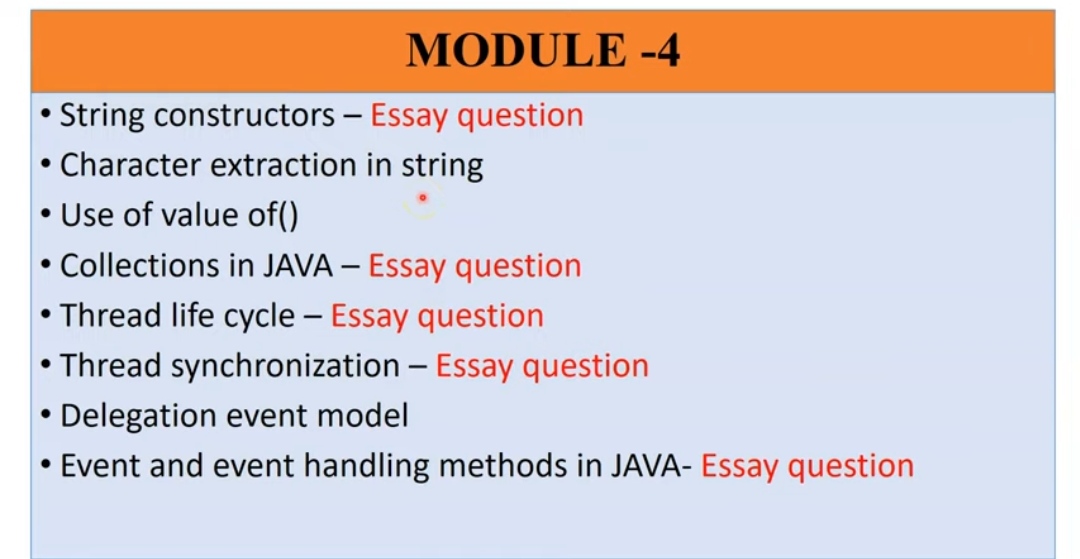 MODULE -4
• String constructors – Essay question
• Character extraction in string
• Use of value of()
• Collections in JAVA – Essay question
• Thread life cycle – Essay question
• Thread synchronization – Essay question
• Delegation event model
• Event and event handling methods in JAVA- Essay question